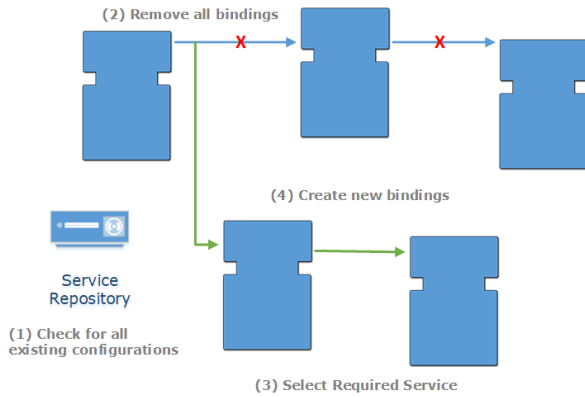 (2) Remove all bindings
X
X
(4) Create new bindings
Service
Repository
(1) Check for all
existing configurations
(3) Select Required Service